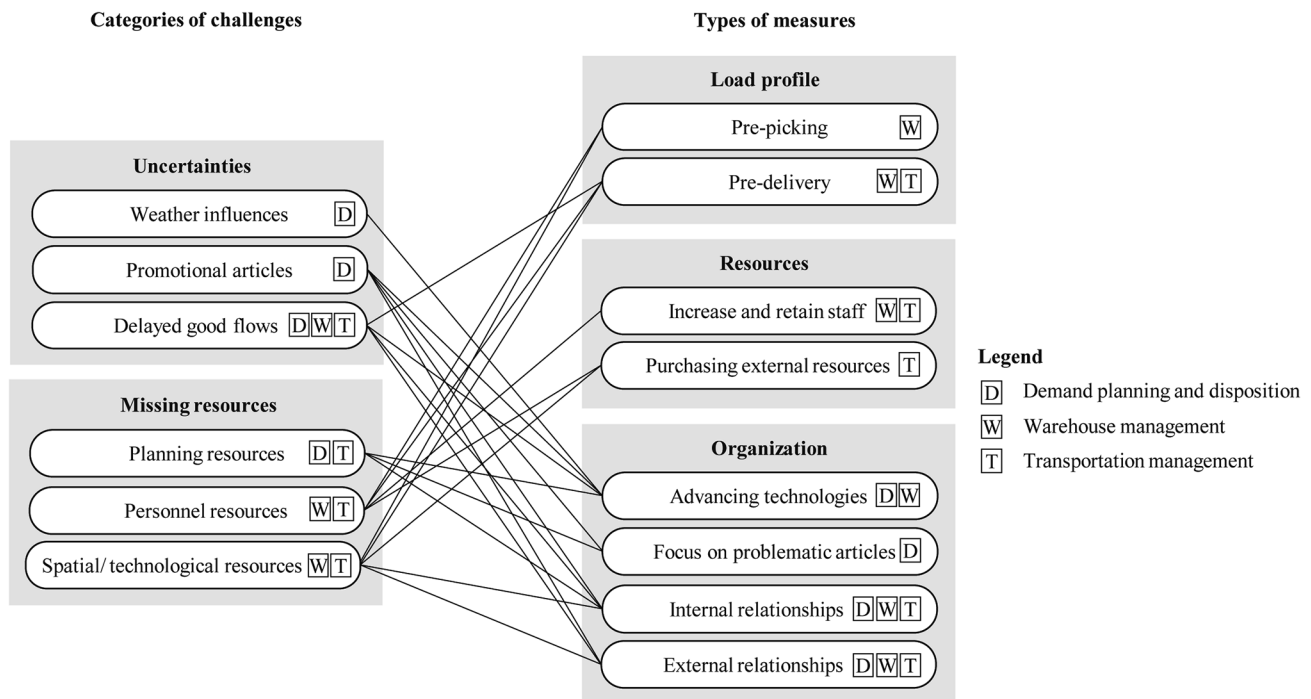 Categories of challenges
Uncertainties
Weather influences D
Promotional articles D
Delayed good flows D W T
Missing resources
Planning resources D T
Personnel resources W T
Spatial/ technological resources W T
Types of measures
Load profile
Pre-picking W
Pre-delivery W T
Resources
Increase and retain staff W T
Purchasing external resources T
Organization
Advancing technologies D W
Focus on problematic articles D
Internal relationships D W T
External relationships D W T
Legend
D Demand planning and disposition
W Warehouse management
T Transportation management